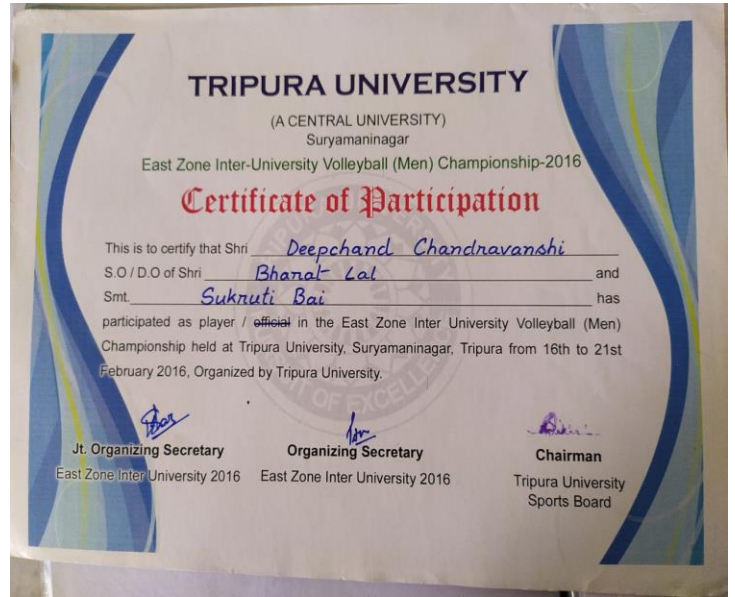 TRIPURA UNIVERSITY
(A CENTRAL UNIVERSITY)
Suryamaninagar
East Zone Inter-University Volleyball (Men) Championship-2016
Certificate of Participation
This is to certify that Shri Deepchand Chandravanshi
S.O / D.O of Shri Bharat Lal and
Smt. Sukruti Bai has
participated as player / official in the East Zone Inter University Volleyball (Men)
Championship held at Tripura University, Suryamaninagar, Tripura from 16th to 21st
February 2016, Organized by Tripura University.
Jt. Organizing Secretary Organizing Secretary Chairman
East Zone Inter University 2016 East Zone Inter University 2016 Tripura University
Sports Board